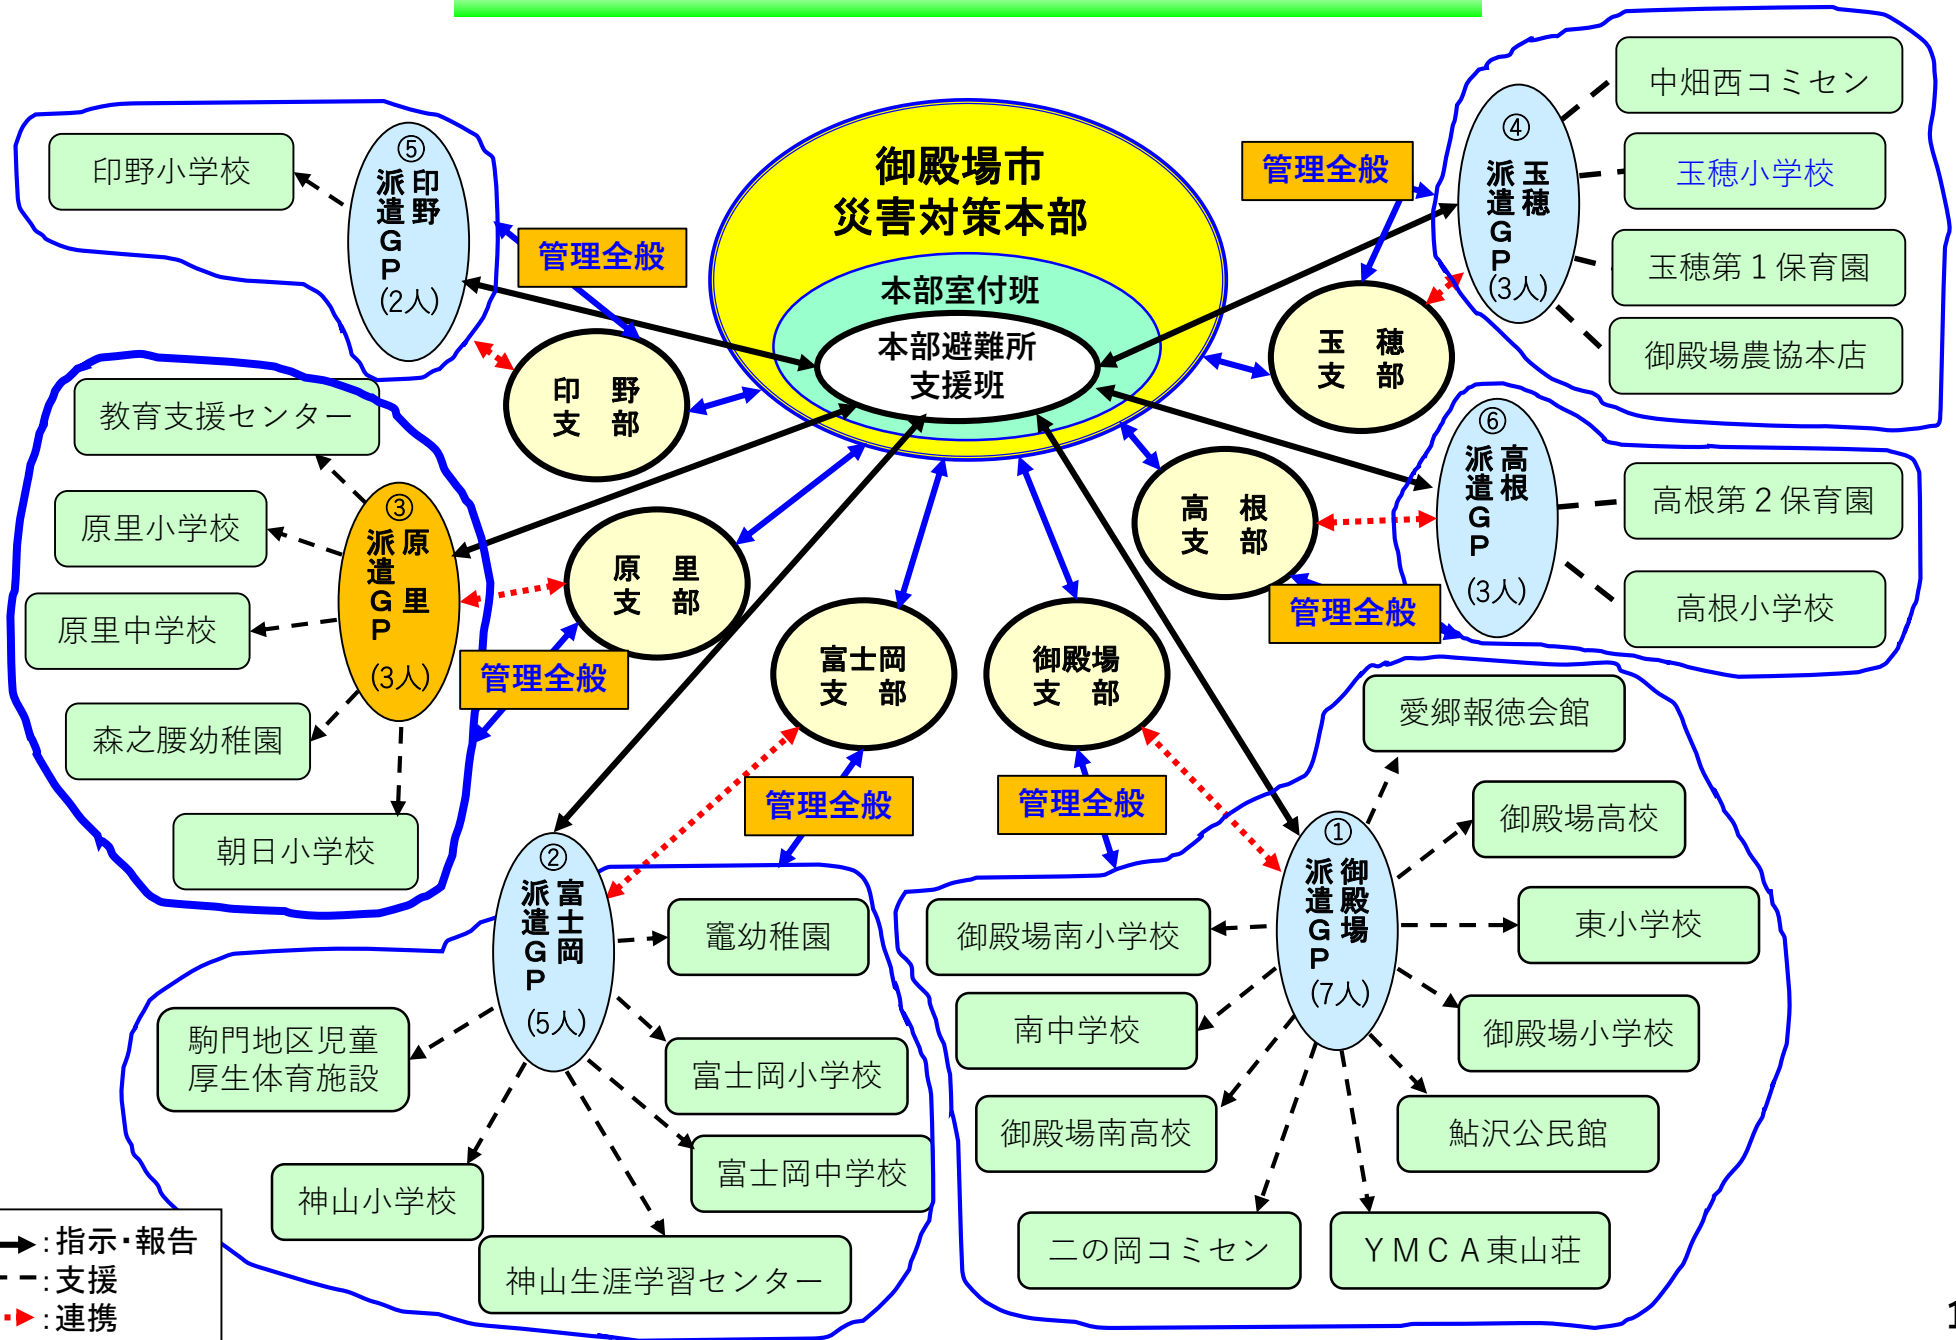 御殿場市
災害対策本部
本部室付班
本部避難所
支援班
⑤
印野
派遣GP
(2人)
印野小学校
管理全般
印　野
支　部
④
玉穂
派遣GP
(3人)
中畑西コミセン
玉穂小学校
玉穂第１保育園
御殿場農協本店
管理全般
玉　穂
支　部
③
原里
派遣GP
(3人)
教育支援センター
原里小学校
原里中学校
森之腰幼稚園
朝日小学校
管理全般
原　里
支　部
⑥
高根
派遣GP
(3人)
高根第２保育園
高根小学校
管理全般
高　根
支　部
富士岡
支　部
管理全般
②
富士岡
派遣GP
(5人)
竈幼稚園
富士岡小学校
富士岡中学校
神山生涯学習センター
神山小学校
駒門地区児童
厚生体育施設
御殿場
支　部
管理全般
①
御殿場
派遣GP
(7人)
愛郷報徳会館
御殿場高校
東小学校
御殿場小学校
鮎沢公民館
ＹＭＣＡ東山荘
二の岡コミセン
御殿場南高校
南中学校
御殿場南小学校
：指示・報告
：支援
：連携